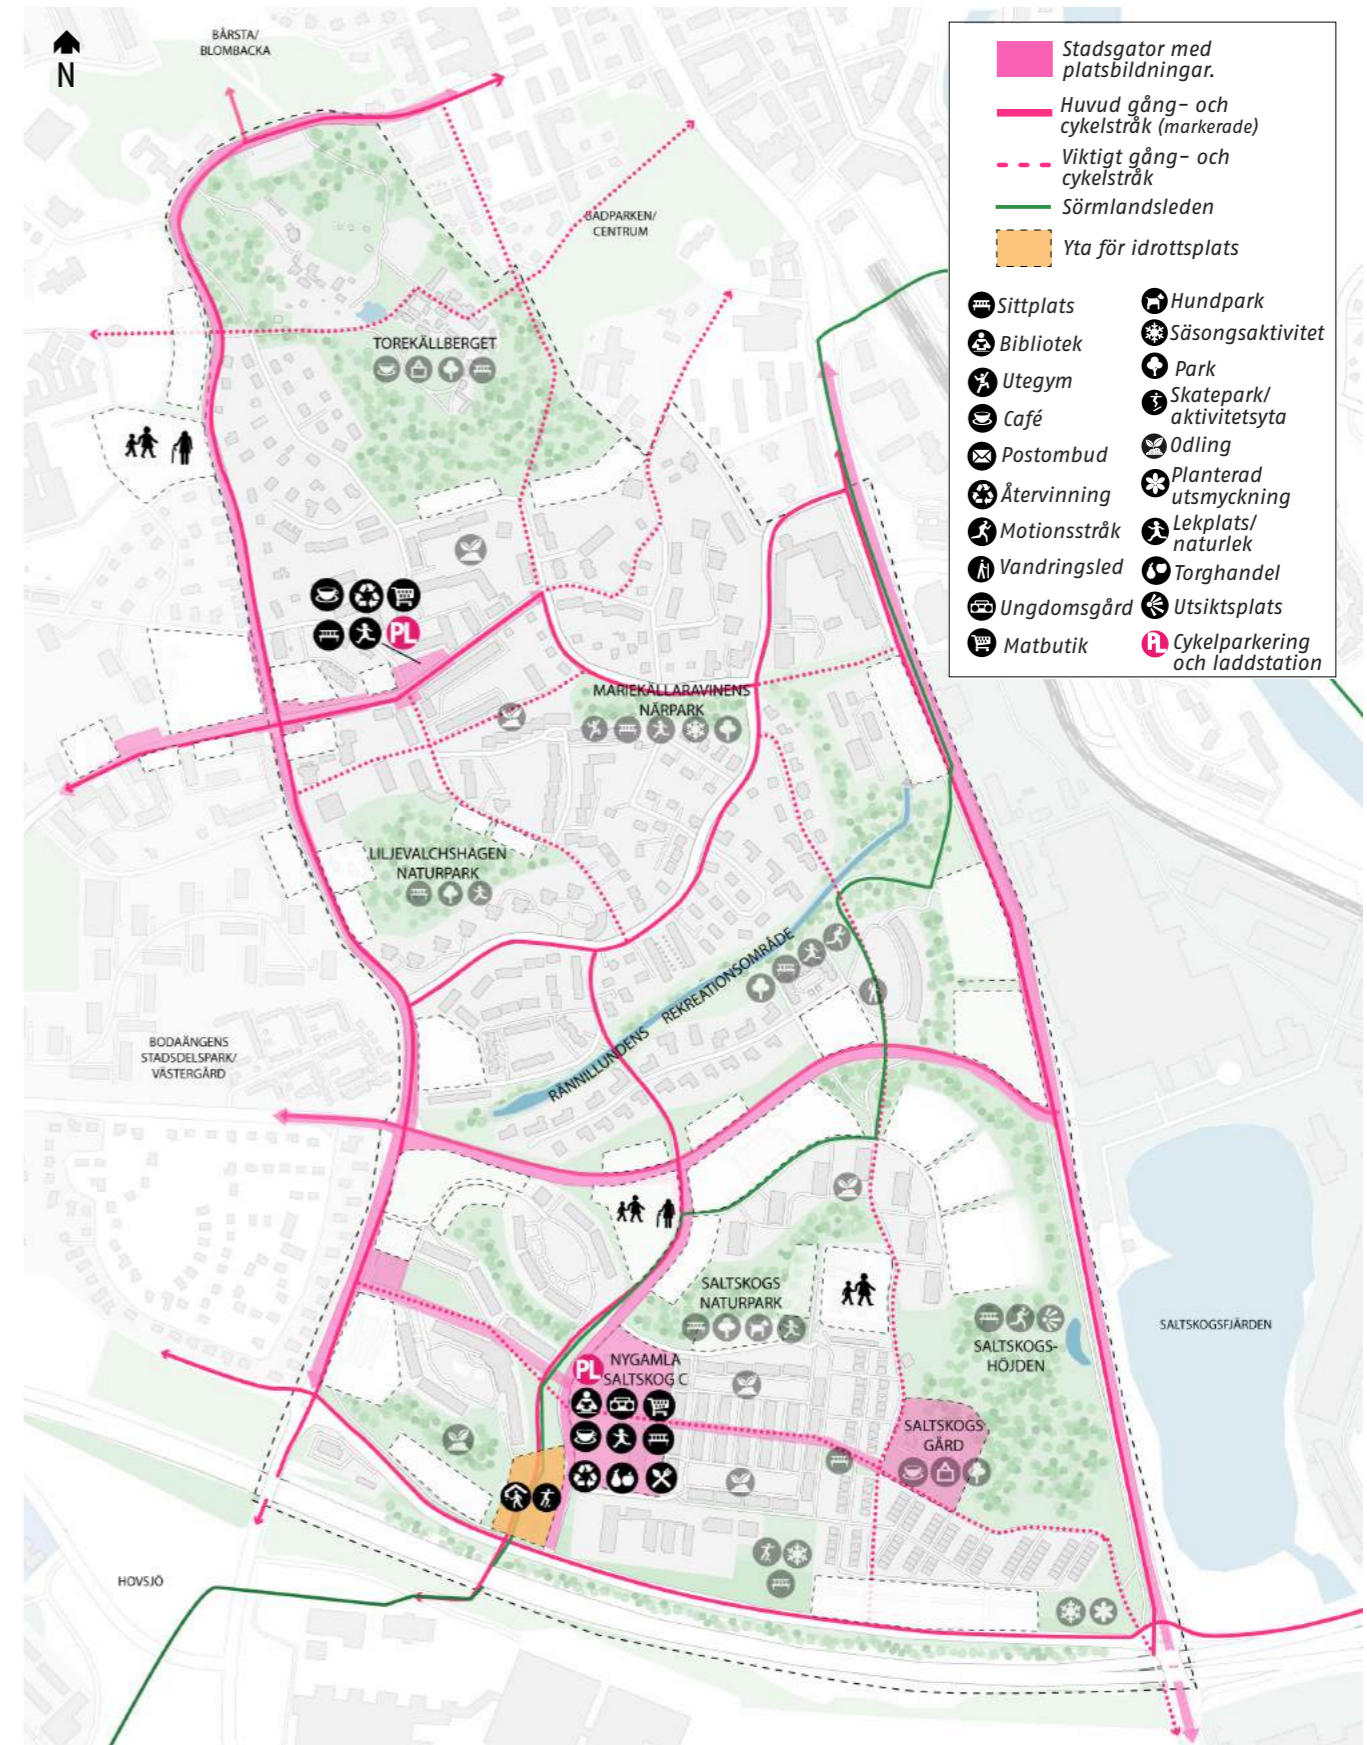 BÅRSTA/
BLOMBACKA
N
Stadsgator med
platsbildningar.
Huvud gång- och
cykelstråk (markerade)
Viktigt gång- och
cykelstråk
Sörmlandsleden
Yta för idrottsplats
Sittplats
Bibliotek
Utegym
Café
Postombud
Återvinning
Motionsstråk
Vandringsled
Ungdomsgård
Matbutik
Hundpark
Säsongsaktivitet
Park
Skatepark/
aktivitetsyta
Odling
Planterad
utsmyckning
Lekplats/
naturlek
Torghandel
Utsiktsplats
PL Cykelparkering
och laddstation
BADPARKEN/
CENTRUM
TOREKÄLLBERGET
PL
MARIEKÄLLARAVINENS
NÄRPARK
LILJEVALCHSHAGEN
NATURPARK
RÄNNILLUNDENS REKREATIONSOMRÅDE
BODAÄNGENS
STADSDELSPARK/
VÄSTERGÅRD
SALTSKOGS
NATURPARK
SALTSKOGSFJÄRDEN
SALTSKOGS-
HÖJDEN
PL NYGAMLA
SALTSKOG C
SALTSKOGS
GÅRD
HOVSJÖ